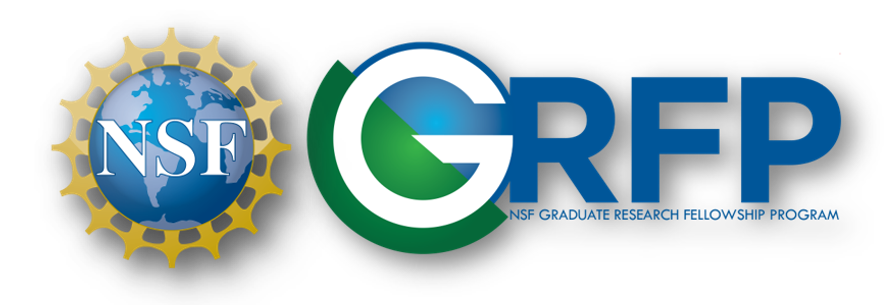 NSF
GRFP
NSF GRADUATE RESEARCH FELLOWSHIP PROGRAM